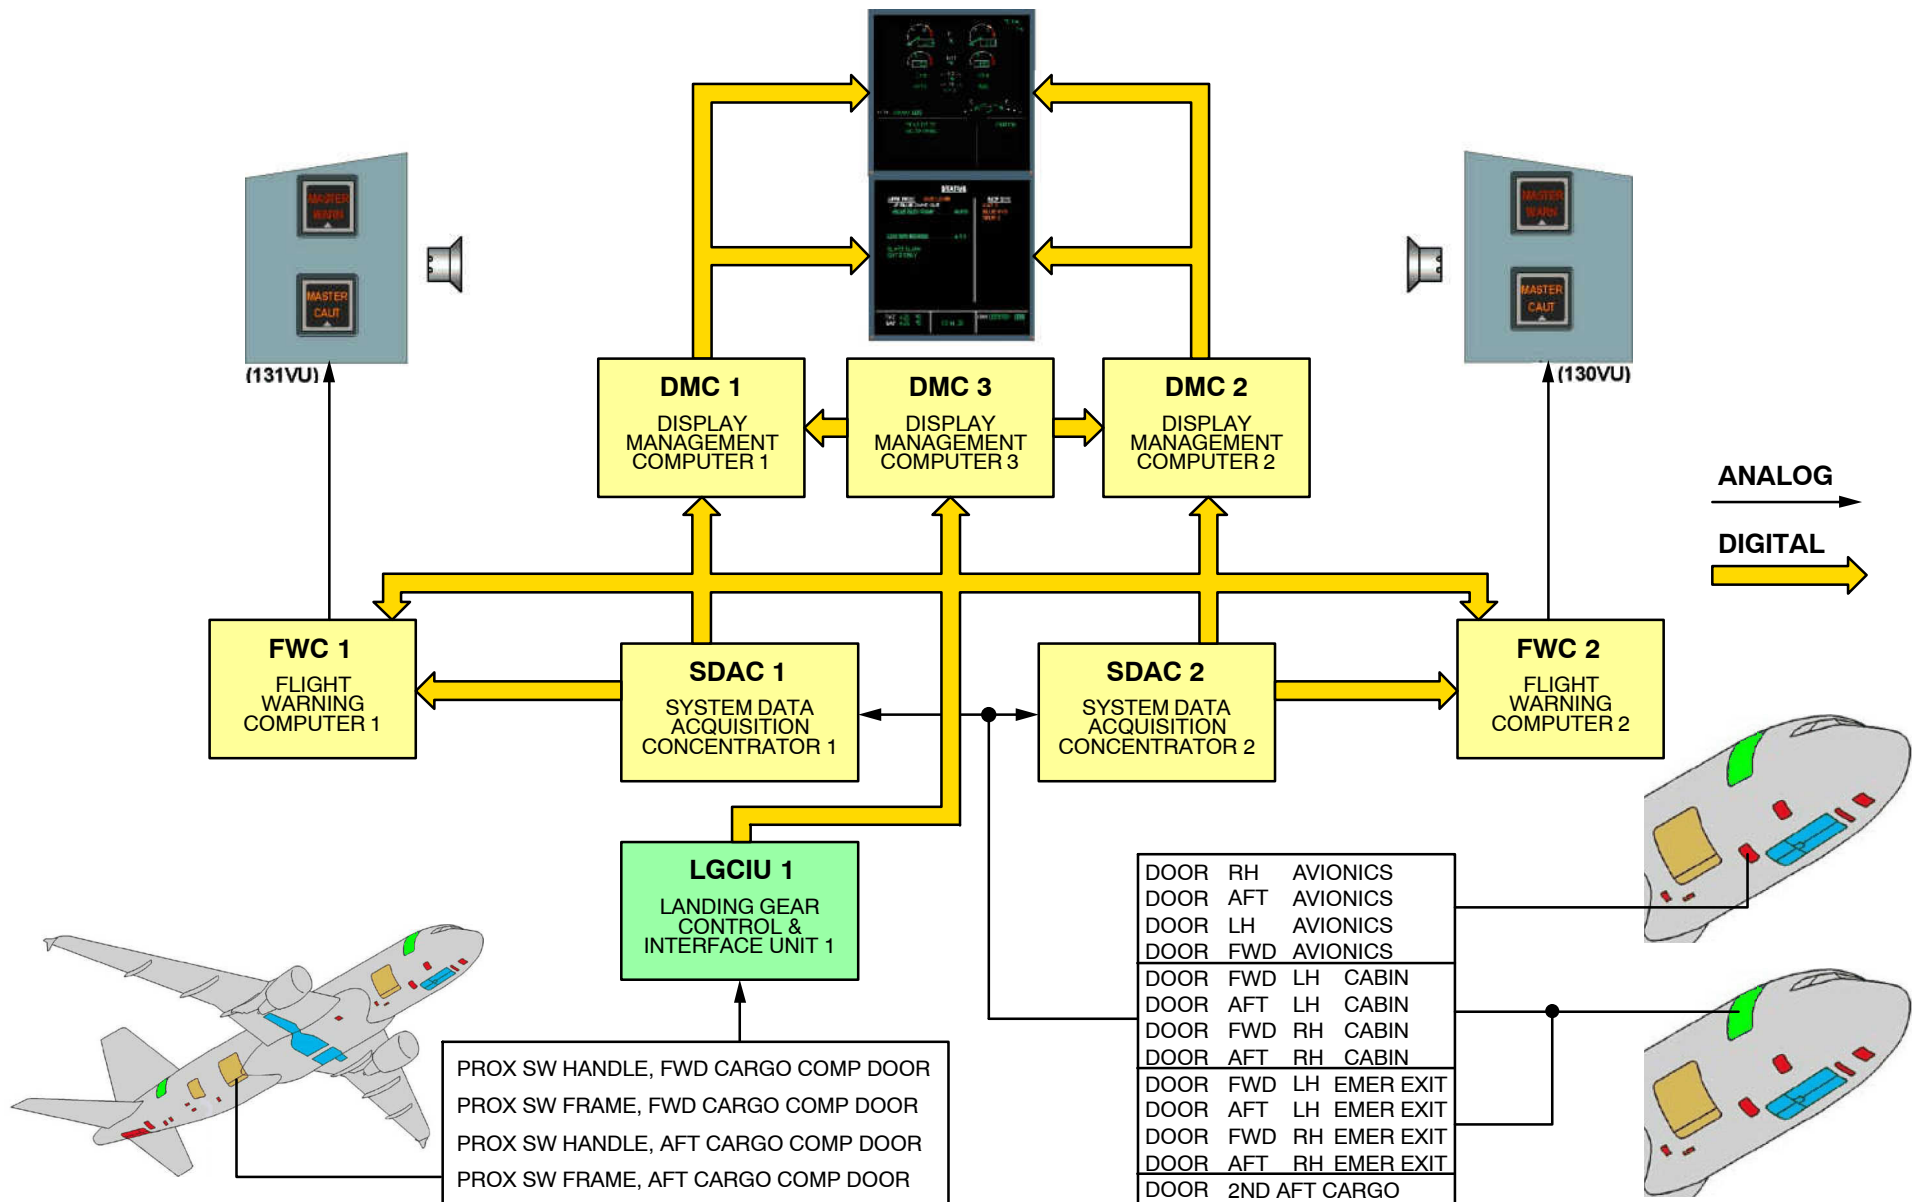 STATUS
MASTER
WARN
MASTER
CAUT
(131VU)
MASTER
WARN
MASTER
CAUT
(130VU)
DMC 1
DISPLAY
MANAGEMENT
COMPUTER 1
DMC 3
DISPLAY
MANAGEMENT
COMPUTER 3
DMC 2
DISPLAY
MANAGEMENT
COMPUTER 2
ANALOG
DIGITAL
FWC 1
FLIGHT
WARNING
COMPUTER 1
SDAC 1
SYSTEM DATA
ACQUISITION
CONCENTRATOR 1
SDAC 2
SYSTEM DATA
ACQUISITION
CONCENTRATOR 2
FWC 2
FLIGHT
WARNING
COMPUTER 2
LGCIU 1
LANDING GEAR
CONTROL &
INTERFACE UNIT 1
PROX SW HANDLE, FWD CARGO COMP DOOR
PROX SW FRAME, FWD CARGO COMP DOOR
PROX SW HANDLE, AFT CARGO COMP DOOR
PROX SW FRAME, AFT CARGO COMP DOOR
DOOR RH AVIONICS
DOOR AFT AVIONICS
DOOR LH AVIONICS
DOOR FWD AVIONICS
DOOR FWD LH CABIN
DOOR AFT LH CABIN
DOOR FWD RH CABIN
DOOR AFT RH CABIN
DOOR FWD LH EMER EXIT
DOOR AFT LH EMER EXIT
DOOR FWD RH EMER EXIT
DOOR AFT RH EMER EXIT
DOOR 2ND AFT CARGO